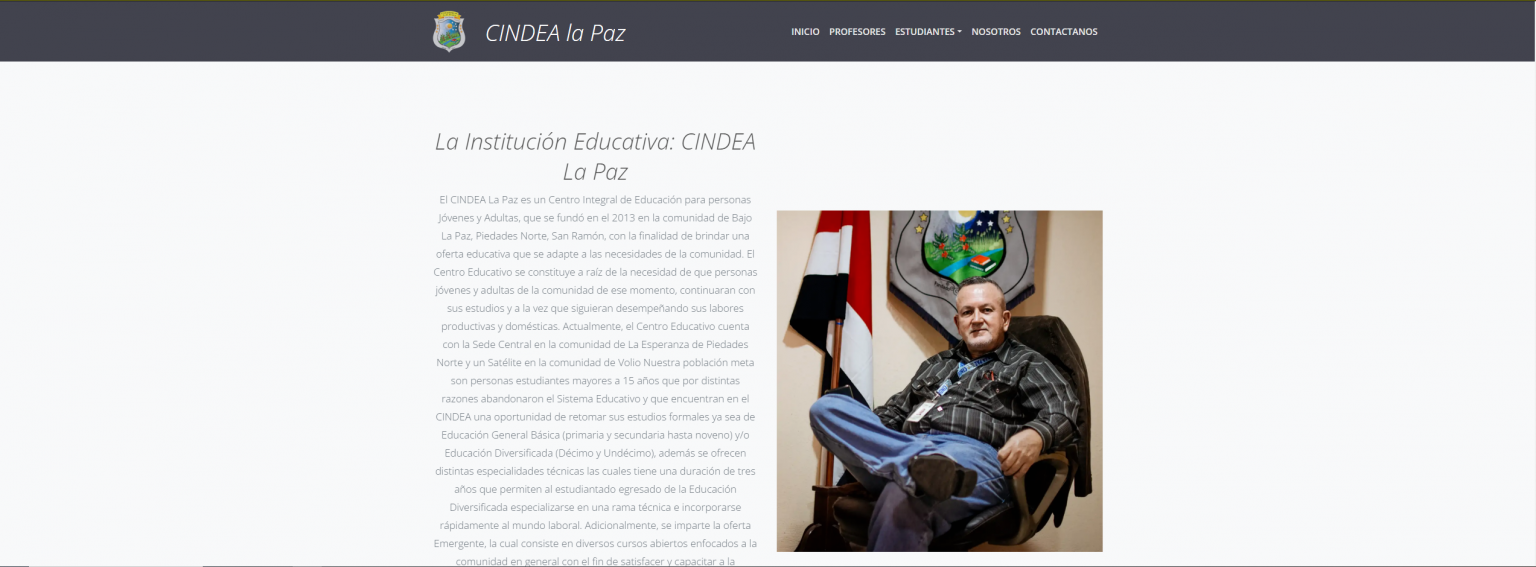 CINDEA la Paz
INICIO PROFESORES ESTUDIANTES NOSOTROS CONTACTANOS
La Institución Educativa: CINDEA
La Paz
El CINDEA La Paz es un Centro Integral de Educación para personas
Jóvenes y Adultas, que se fundó en el 2013 en la comunidad de Bajo
La Paz, Piedades Norte, San Ramón, con la finalidad de brindar una
oferta educativa que se adapte a las necesidades de la comunidad. El
Centro Educativo se constituye a raíz de la necesidad de que personas
jóvenes y adultas de la comunidad de ese momento, continuaran con
sus estudios y a la vez que siguieran desempeñando sus labores
productivas y domésticas. Actualmente, el Centro Educativo cuenta
con la Sede Central en la comunidad de La Esperanza de Piedades
Norte y un Satélite en la comunidad de Volio Nuestra población meta
son personas estudiantes mayores a 15 años que por distintas
razones abandonaron el Sistema Educativo y que encuentran en el
CINDEA una oportunidad de retomar sus estudios formales ya sea de
Educación General Básica (primaria y secundaria hasta noveno) y/o
Educación Diversificada (Décimo y Undécimo), además se ofrecen
distintas especialidades técnicas las cuales tiene una duración de tres
años que permiten al estudiantado egresado de la Educación
Diversificada especializarse en una rama técnica e incorporarse
rápidamente al mundo laboral. Adicionalmente, se imparte la oferta
Emergente, la cual consiste en diversos cursos abiertos enfocados a la
comunidad en general con el fin de satisfacer y capacitar a la